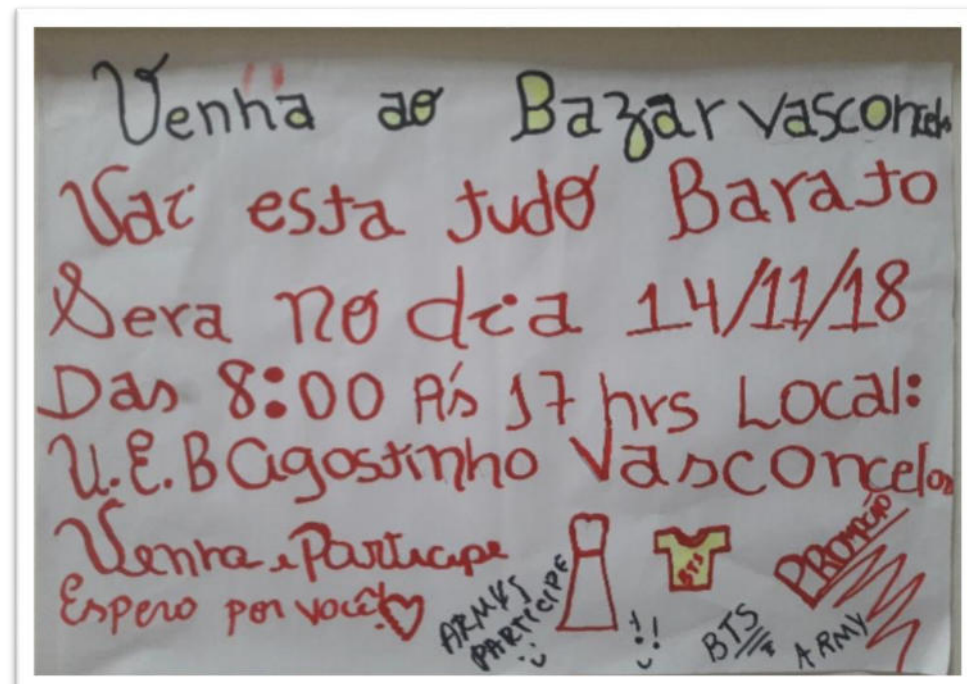 Venha ao Bazar vasconcelos
Vai esta tudo Barato
Sera no dia 14/11/18
Das 8:00 Ás 17 hrs Local:
U.E.B Agostinho Vasconcelos
Venha e Participe
Espero por você!
ARMYS
PARTICIPE
!!
BTS
BTS
PROMOÇÃO
ARMY